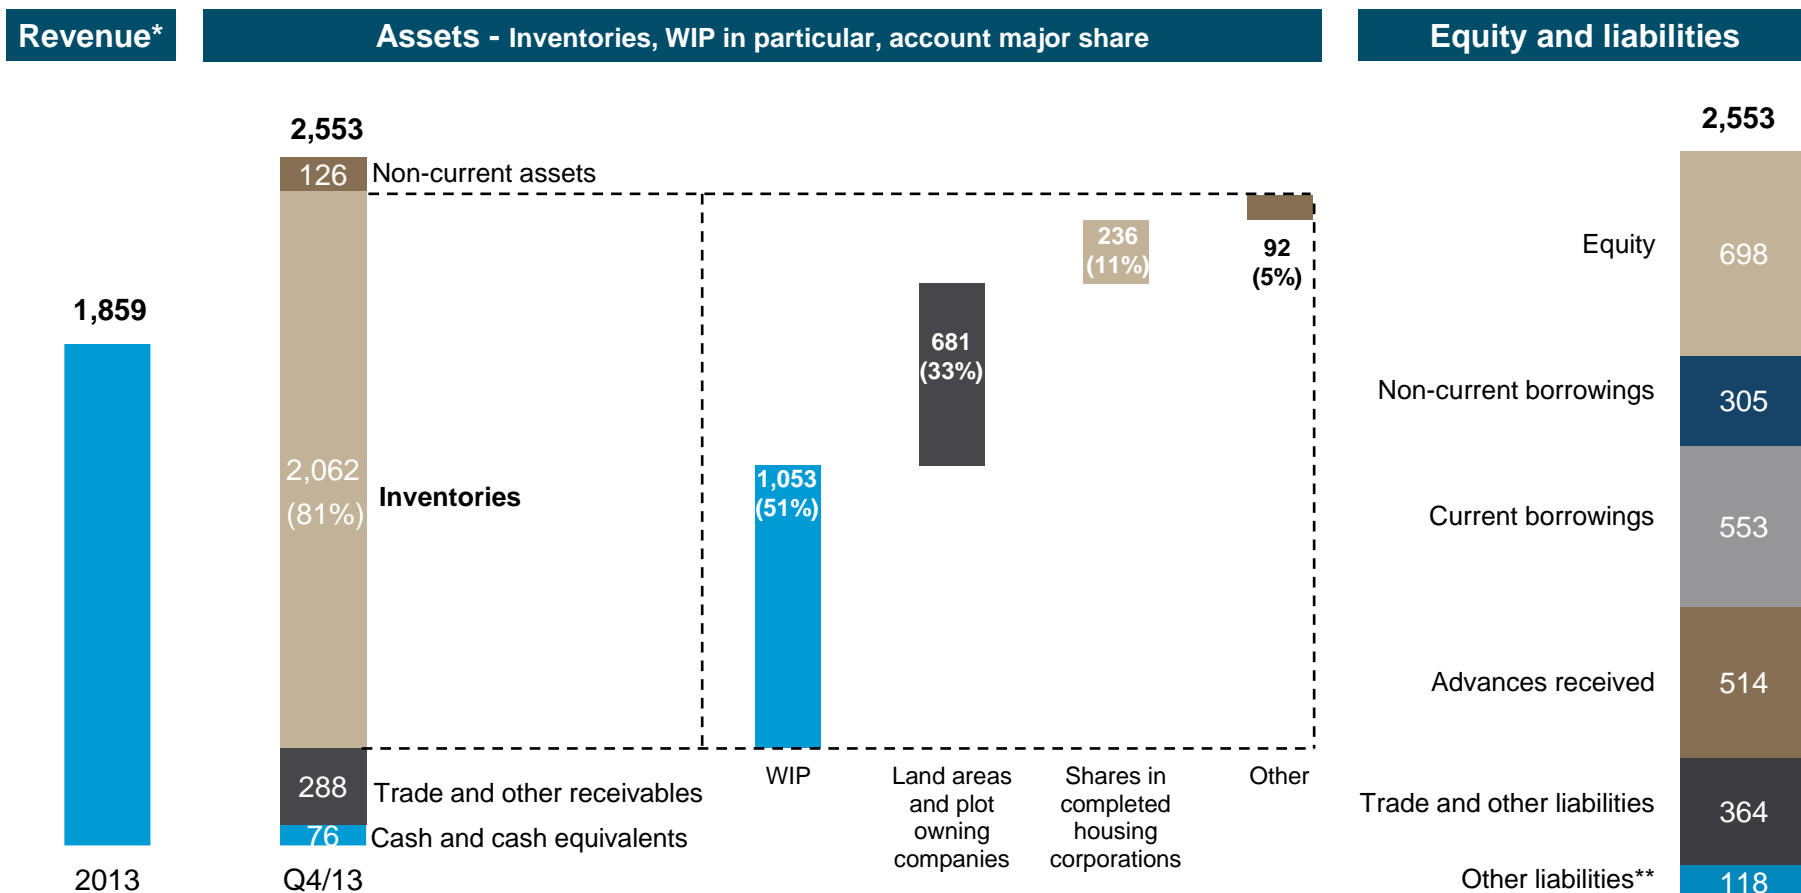 Revenue*
Assets - Inventories, WIP in particular, account major share
Equity and liabilities
1,859
2013
2,553
126
Non-current assets
2,062
(81%)
Inventories
288
Trade and other receivables
76
Cash and cash equivalents
Q4/13
1,053
(51%)
WIP
681
(33%)
Land areas
and plot
owning
companies
236
(11%)
Shares in
completed
housing
corporations
92
(5%)
Other
2,553
Equity
698
Non-current borrowings
305
Current borrowings
553
Advances received
514
Trade and other liabilities
364
Other liabilities**
118